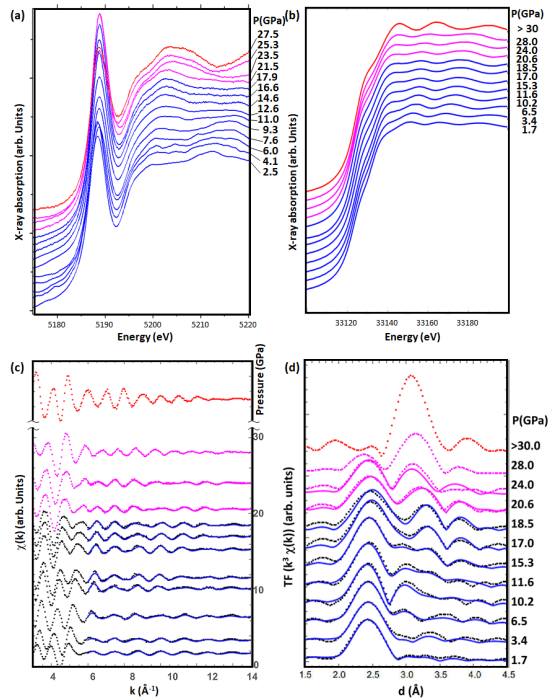 (a)
P(GPa)
27.5
25.3
23.5
21.5
17.9
16.6
14.6
12.6
11.0
9.3
7.6
6.0
4.1
2.5
X-ray absorption (arb. Units)
5180 5190 5200 5210 5220
Energy (eV)
(b)
P(GPa)
> 30
28.0
24.0
20.6
18.5
17.0
15.3
11.6
10.2
6.5
3.4
1.7
X-ray absorption (arb. Units)
33120 33140 33160 33180
Energy (eV)
(c)
Pressure (GPa)
30
20
10
0
χ(k) (arb. units)
4 6 8 10 12 14
k (Å-1)
(d)
P(GPa)
>30.0
28.0
24.0
20.6
18.5
17.0
15.3
11.6
10.2
6.5
3.4
1.7
TF (k³ χ(k)) (arb. units)
1.5 2.0 2.5 3.0 3.5 4.0 4.5
d (Å)